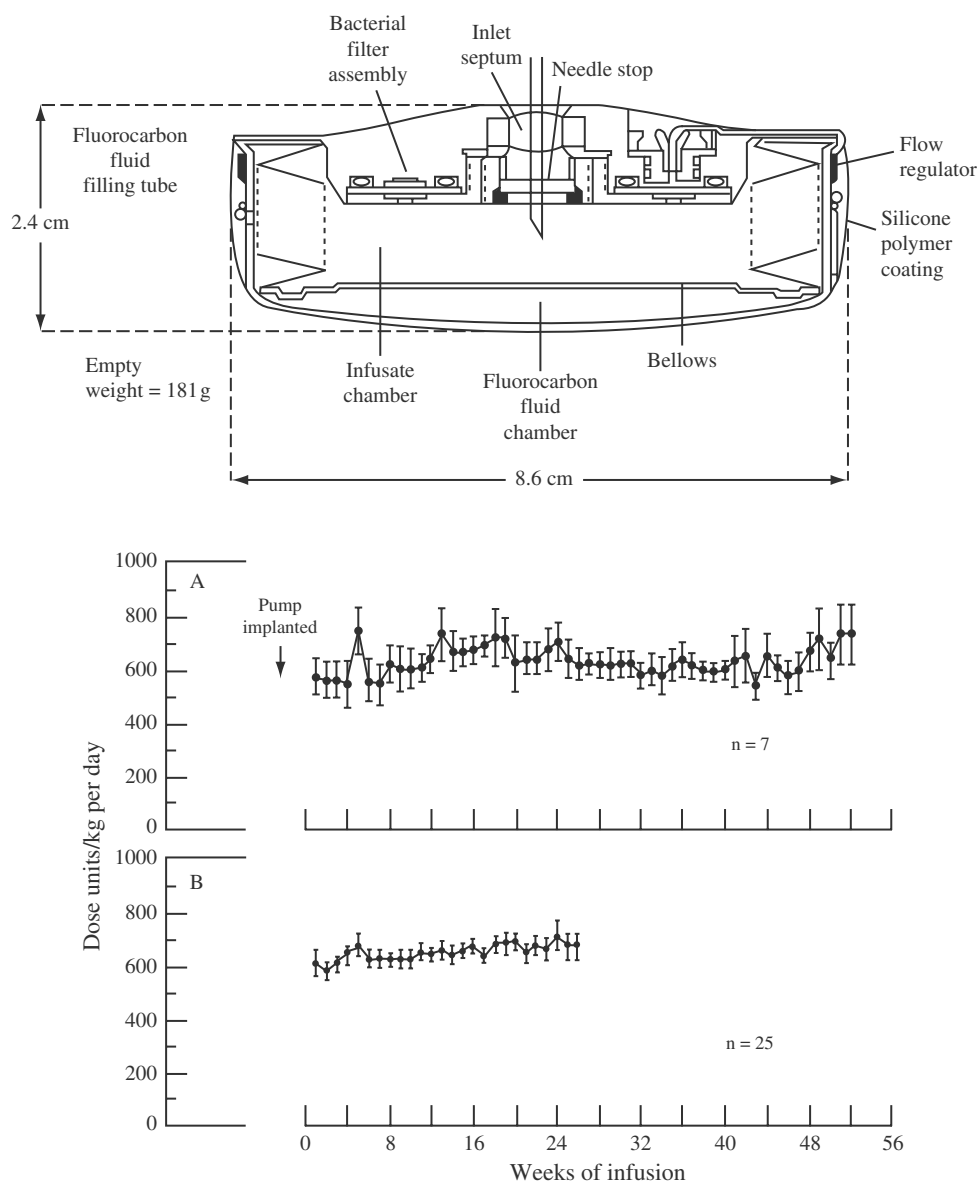 Bacterial
filter
assembly
Inlet
septum
Needle stop
Fluorocarbon
fluid
filling tube
Flow
regulator
2.4 cm
Silicone
polymer
coating
Empty
weight = 181 g
Infusate
chamber
Fluorocarbon
fluid
chamber
Bellows
8.6 cm
Dose units/kg per day
1000
800
600
400
200
0
A
Pump
implanted
n = 7
1000
800
600
400
200
0
B
n = 25
0 8 16 24 32 40 48 56
Weeks of infusion